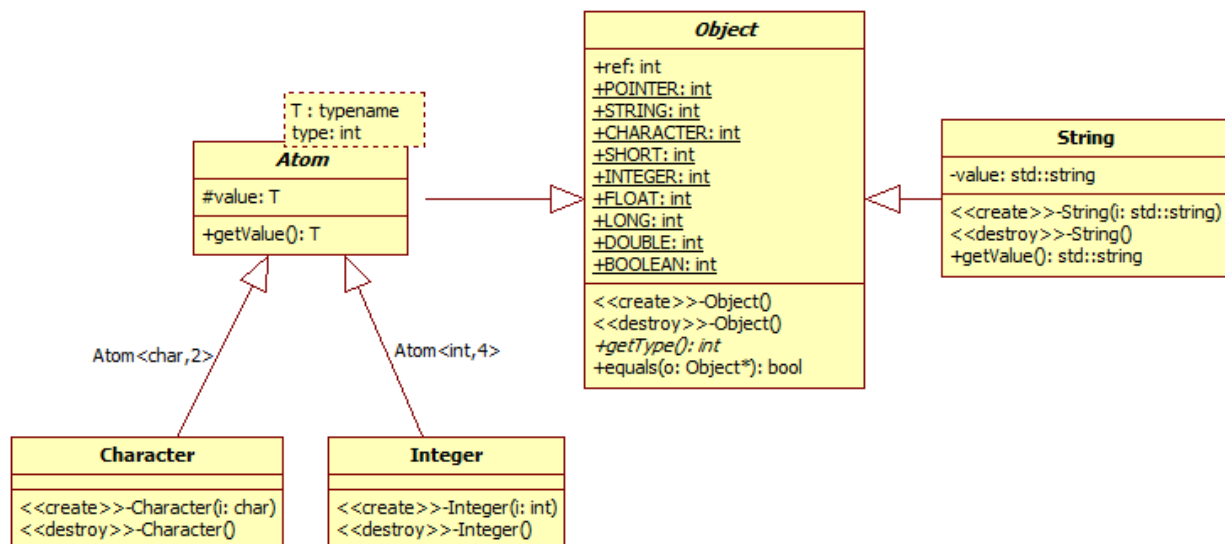 Object
+ref: int
+POINTER: int
+STRING: int
+CHARACTER: int
+SHORT: int
+INTEGER: int
+FLOAT: int
+LONG: int
+DOUBLE: int
+BOOLEAN: int
<<create>>-Object()
<<destroy>>-Object()
+getType(): int
+equals(o: Object*): bool
T : typename
type: int
Atom
#value: T
+getValue(): T
String
-value: std::string
<<create>>-String(i: std::string)
<<destroy>>-String()
+getValue(): std::string
Atom<char,2>
Atom<int,4>
Character
<<create>>-Character(i: char)
<<destroy>>-Character()
Integer
<<create>>-Integer(i: int)
<<destroy>>-Integer()